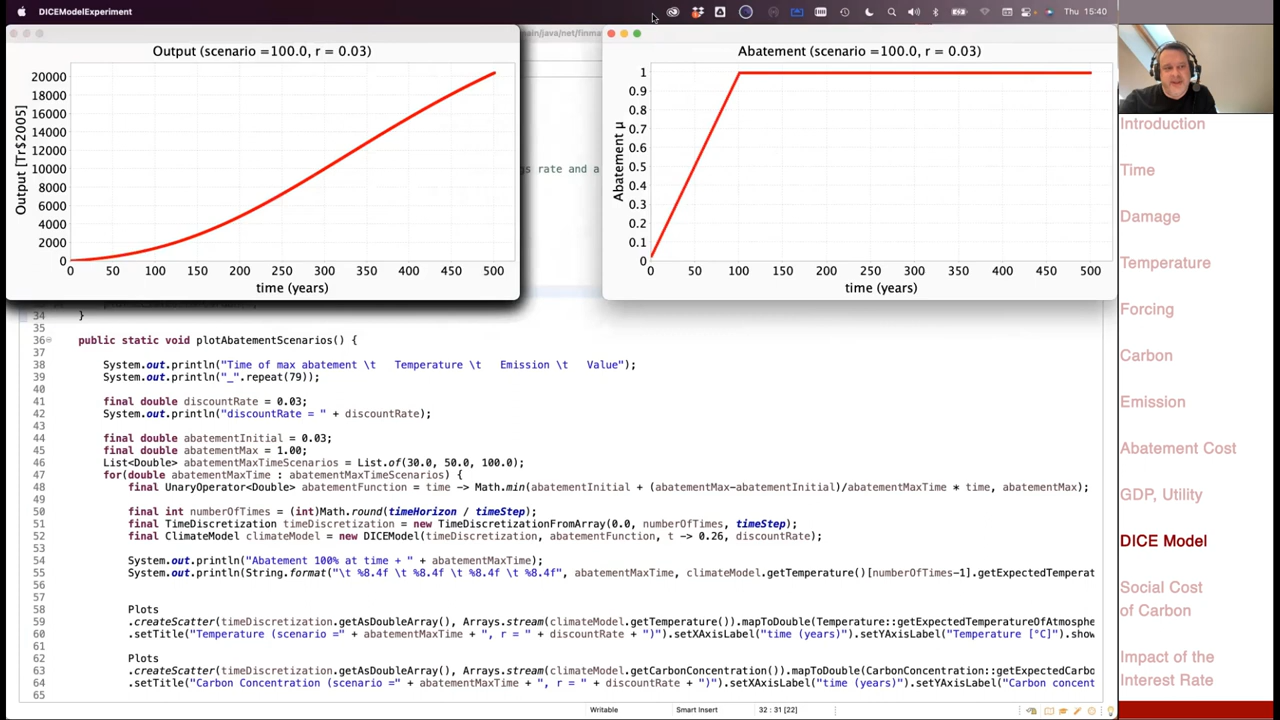 DICEModelExperiment
Thu 15:40
Output (scenario =100.0, r = 0.03)
20000
18000
16000
14000
12000
10000
8000
6000
4000
2000
0
Output [Tr$2005]
0 50 100 150 200 250 300 350 400 450 500
time (years)
main/java/net/finma
gs rate and a
Abatement (scenario =100.0, r = 0.03)
1
0.9
0.8
0.7
0.6
0.5
0.4
0.3
0.2
0.1
0
Abatement μ
0 50 100 150 200 250 300 350 400 450 500
time (years)
34 }
35
36 public static void plotAbatementScenarios() {
37
38 System.out.println("Time of max abatement \t Temperature \t Emission \t Value");
39 System.out.println("_".repeat(79));
40
41 final double discountRate = 0.03;
42 System.out.println("discountRate = " + discountRate);
43
44 final double abatementInitial = 0.03;
45 final double abatementMax = 1.00;
46 List<Double> abatementMaxTimeScenarios = List.of(30.0, 50.0, 100.0);
47 for(double abatementMaxTime : abatementMaxTimeScenarios) {
48 final UnaryOperator<Double> abatementFunction = time -> Math.min(abatementInitial + (abatementMax-abatementInitial)/abatementMaxTime * time, abatementMax);
49
50 final int numberOfTimes = (int)Math.round(timeHorizon / timeStep);
51 final TimeDiscretization timeDiscretization = new TimeDiscretizationFromArray(0.0, numberOfTimes, timeStep);
52 final ClimateModel climateModel = new DICEModel(timeDiscretization, abatementFunction, t -> 0.26, discountRate);
53
54 System.out.println("Abatement 100% at time + " + abatementMaxTime);
55 System.out.println(String.format("\t %8.4f \t %8.4f \t %8.4f \t %8.4f", abatementMaxTime, climateModel.getTemperature()[numberOfTimes-1].getExpectedTemperat
56
57
58 Plots
59 .createScatter(timeDiscretization.getAsDoubleArray(), Arrays.stream(climateModel.getTemperature()).mapToDouble(Temperature::getExpectedTemperatureOfAtmosphe
60 .setTitle("Temperature (scenario =" + abatementMaxTime + ", r = " + discountRate + ")").setXAxisLabel("time (years)").setYAxisLabel("Temperature [°C]").show
61
62 Plots
63 .createScatter(timeDiscretization.getAsDoubleArray(), Arrays.stream(climateModel.getCarbonConcentration()).mapToDouble(CarbonConcentration::getExpectedCarbo
64 .setTitle("Carbon Concentration (scenario =" + abatementMaxTime + ", r = " + discountRate + ")").setXAxisLabel("time (years)").setYAxisLabel("Carbon concent
65
Writable
Smart Insert
32 : 31 [22]
Introduction
Time
Damage
Temperature
Forcing
Carbon
Emission
Abatement Cost
GDP, Utility
DICE Model
Social Cost
of Carbon
Impact of the
Interest Rate